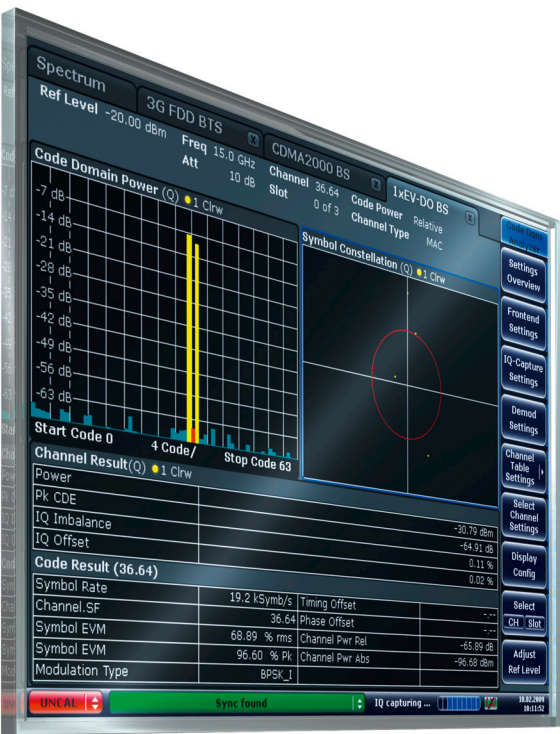 Spectrum
3G FDD BTS
CDMA2000 BS
1xEV-DO BS
Ref Level -20.00 dBm
Freq 15.0 GHz
Channel 36.64
Code Power Relative
Att 10 dB
Slot 0 of 3
Channel Type MAC
Code Domain Power (Q) 1 Clrw
-7 dB
-14 dB
-21 dB
-28 dB
-35 dB
-42 dB
-49 dB
-56 dB
-63 dB
Start Code 0 4 Code/ Stop Code 63
Symbol Constellation (Q) 1 Clrw
Channel Result(Q) 1 Clrw
Power -30.79 dBm
Pk CDE -64.91 dB
IQ Imbalance 0.11 %
IQ Offset 0.02 %
Code Result (36.64)
Symbol Rate 19.2 kSymb/s Timing Offset -.--
Channel.SF 36.64 Phase Offset -.--
Symbol EVM 68.89 % rms Channel Pwr Rel -65.89 dB
Symbol EVM 96.60 % Pk Channel Pwr Abs -96.68 dBm
Modulation Type BPSK_I
Code Dom
Analyzer
Settings
Overview
Frontend
Settings
IQ-Capture
Settings
Demod
Settings
Channel
Table
Settings
Select
Channel
Settings
Display
Config
Select
CH Slot
Adjust
Ref Level
UNCAL Sync found IQ capturing ... 18.02.2009
10:11:52